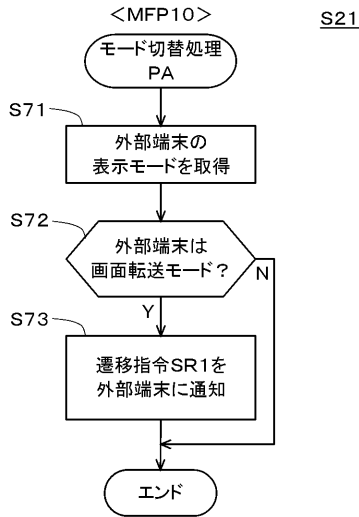 <MFP10>
S21
モード切替処理
PA
S71
外部端末の
表示モードを取得
S72
外部端末は
画面転送モード？
N
Y
S73
遷移指令SR1を
外部端末に通知
エンド